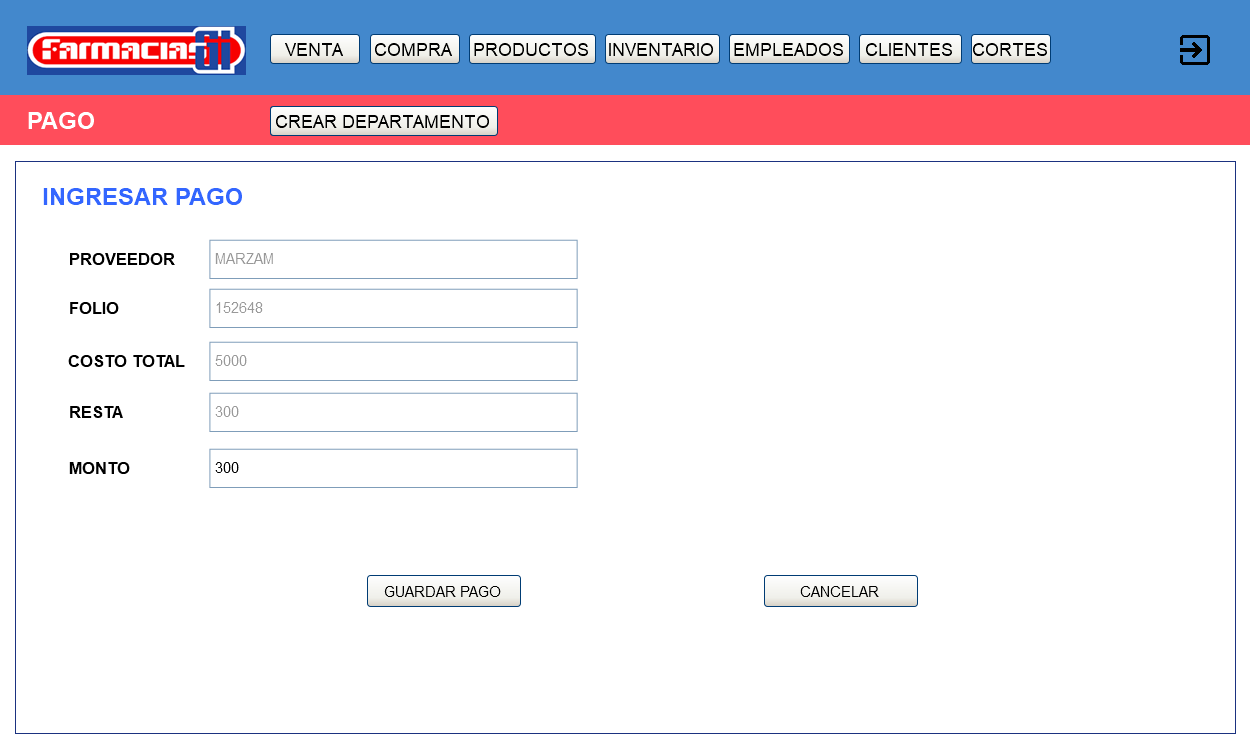 Farmacias GI
VENTA COMPRA PRODUCTOS INVENTARIO EMPLEADOS CLIENTES CORTES
PAGO CREAR DEPARTAMENTO
INGRESAR PAGO
PROVEEDOR MARZAM
FOLIO 152648
COSTO TOTAL 5000
RESTA 300
MONTO 300
GUARDAR PAGO CANCELAR